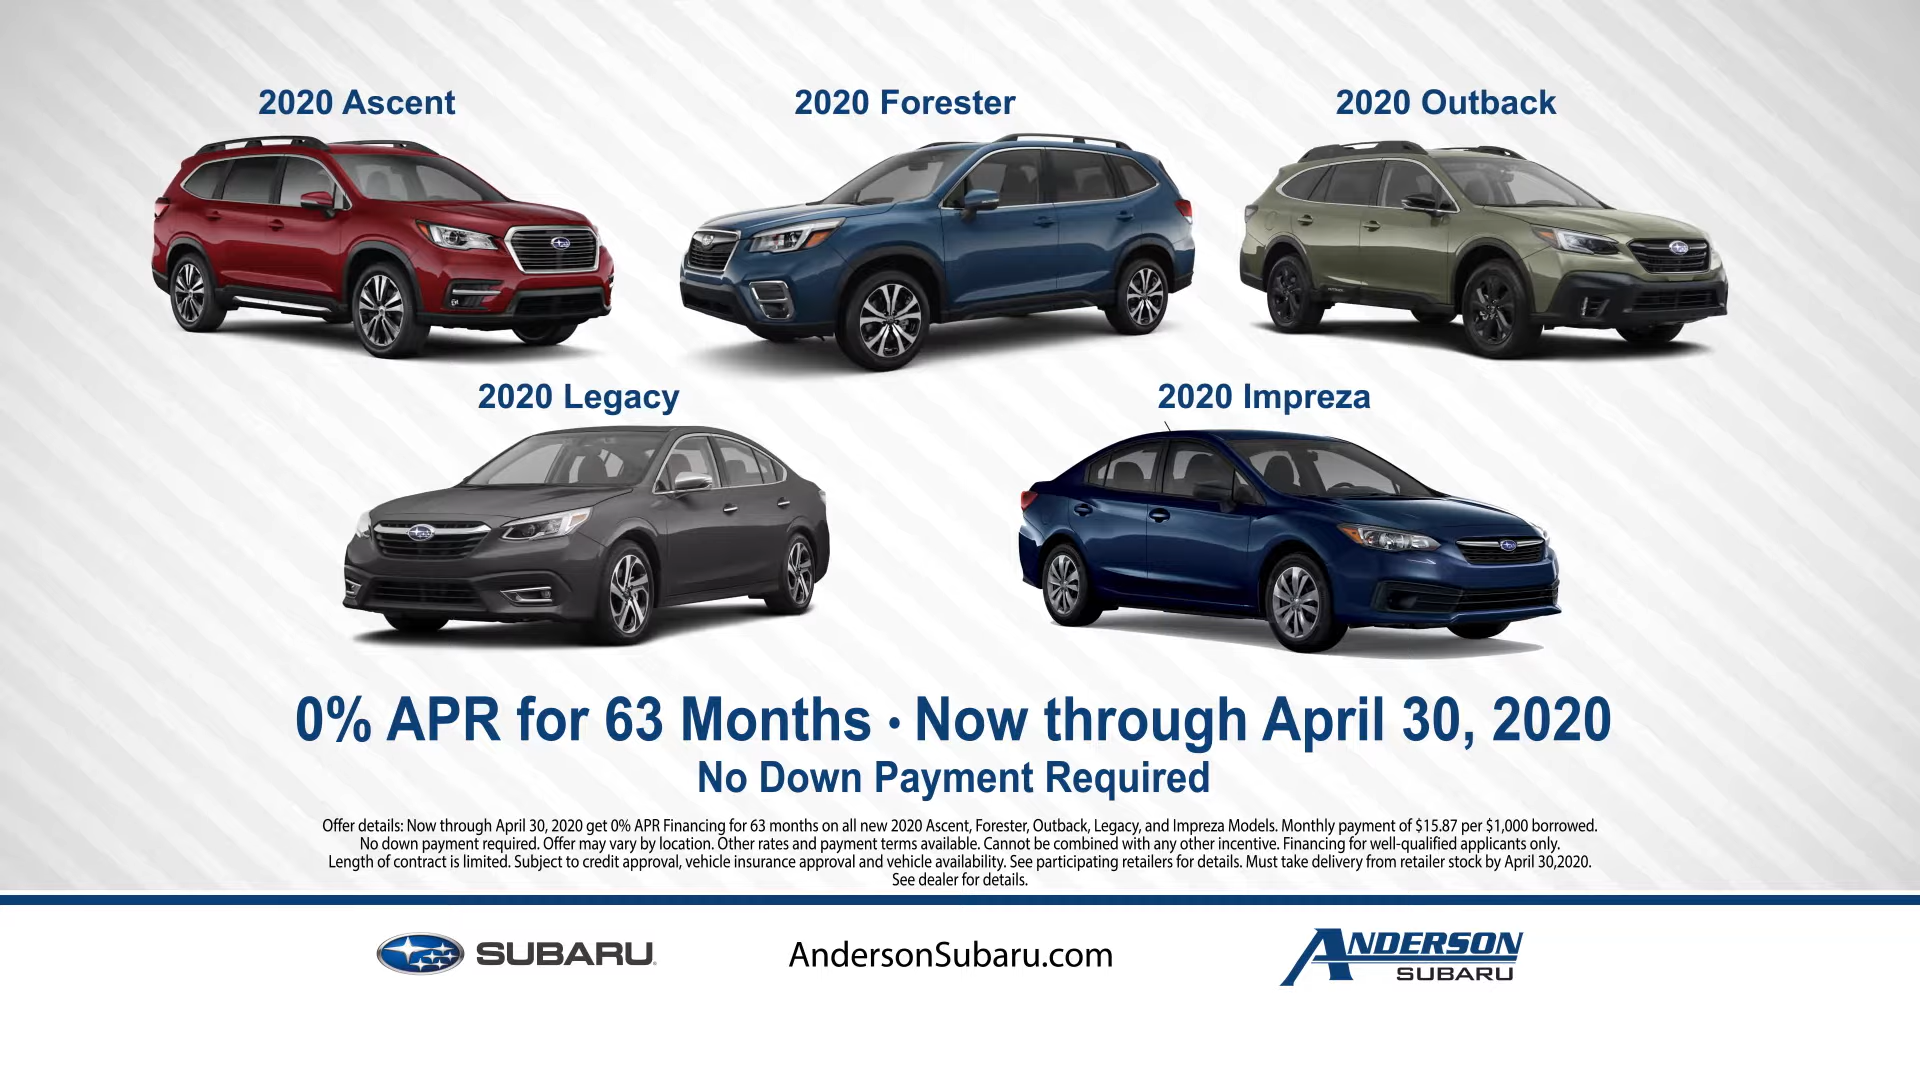 2020 Ascent
2020 Forester
2020 Outback
2020 Legacy
2020 Impreza
0% APR for 63 Months • Now through April 30, 2020
No Down Payment Required
Offer details: Now through April 30, 2020 get 0% APR Financing for 63 months on all new 2020 Ascent, Forester, Outback, Legacy, and Impreza Models. Monthly payment of $15.87 per $1,000 borrowed.
No down payment required. Offer may vary by location. Other rates and payment terms available. Cannot be combined with any other incentive. Financing for well-qualified applicants only.
Length of contract is limited. Subject to credit approval, vehicle insurance approval and vehicle availability. See participating retailers for details. Must take delivery from retailer stock by April 30,2020.
See dealer for details.
SUBARU
AndersonSubaru.com
ANDERSON
SUBARU